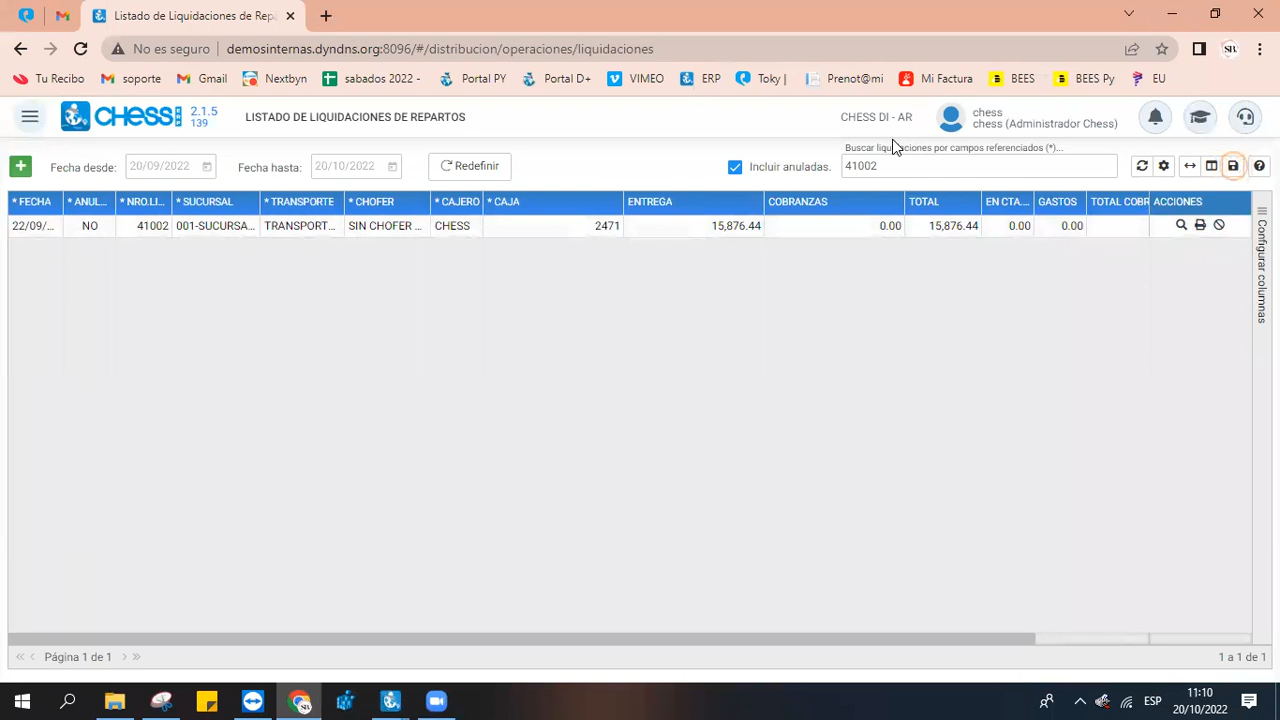 Listado de Liquidaciones de Repa
No es seguro demosinternas.dyndns.org:8096/#/distribucion/operaciones/liquidaciones
Tu Recibo soporte Gmail Nextbyn sabados 2022 - Portal PY Portal D+ VIMEO ERP Toky | Prenot@mi Mi Factura BEES BEES Py EU
CHESS 2.1.5 139 LISTADO DE LIQUIDACIONES DE REPARTOS CHESS DI - AR chess
chess (Administrador Chess)
Buscar liquidaciones por campos referenciados (*)...
Fecha desde: 20/09/2022 Fecha hasta: 20/10/2022 Redefinir Incluir anuladas. 41002
* FECHA * ANUL... * NRO.LI... * SUCURSAL * TRANSPORTE * CHOFER * CAJERO * CAJA ENTREGA COBRANZAS TOTAL EN CTA.... GASTOS TOTAL COBR ACCIONES
22/09/... NO 41002 001-SUCURSA... TRANSPORT... SIN CHOFER ... CHESS 2471 15,876.44 0.00 15,876.44 0.00 0.00
Configurar columnas
Página 1 de 1 1 a 1 de 1
ESP 11:10
20/10/2022